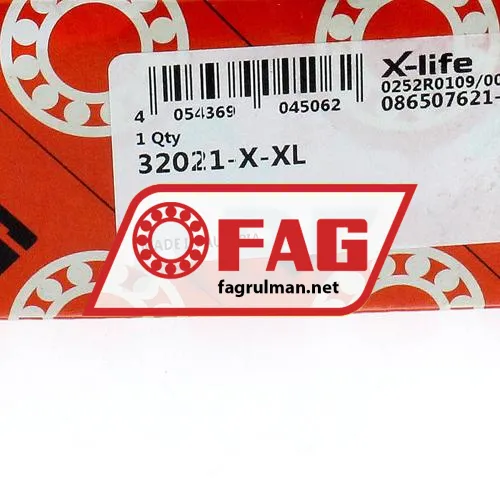 X-life
4 054369 045062
0252R0109/00
086507621-
1 Qty
32021-X-XL
FAG
fagrulman.net